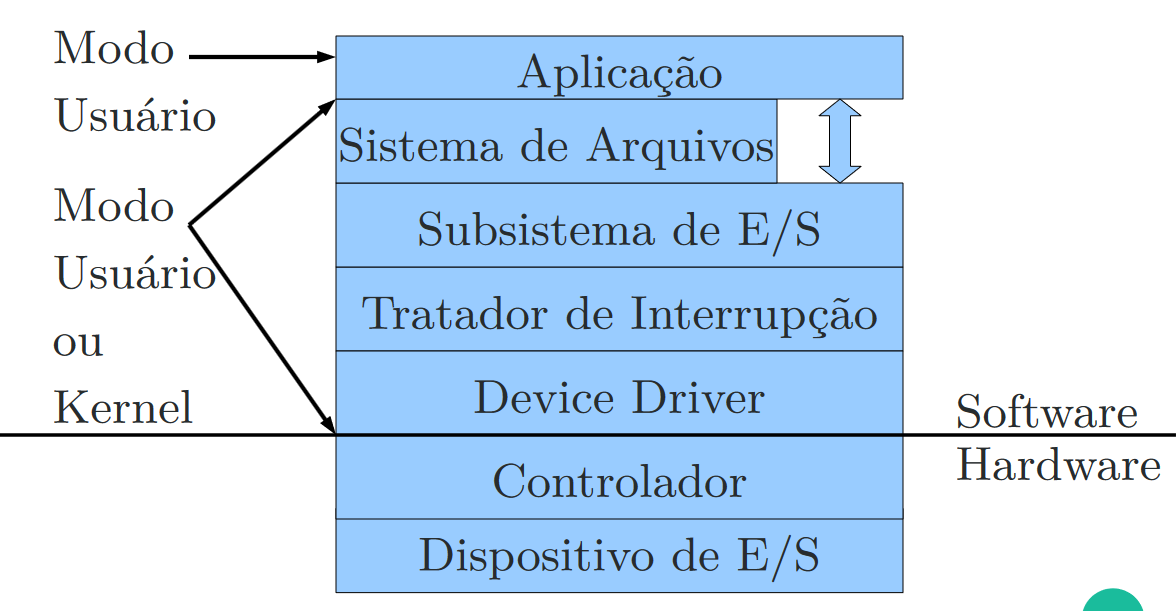 Modo
Usuário
Modo
Usuário
ou
Kernel
Aplicação
Sistema de Arquivos
Subsistema de E/S
Tratador de Interrupção
Device Driver
Controlador
Dispositivo de E/S
Software
Hardware